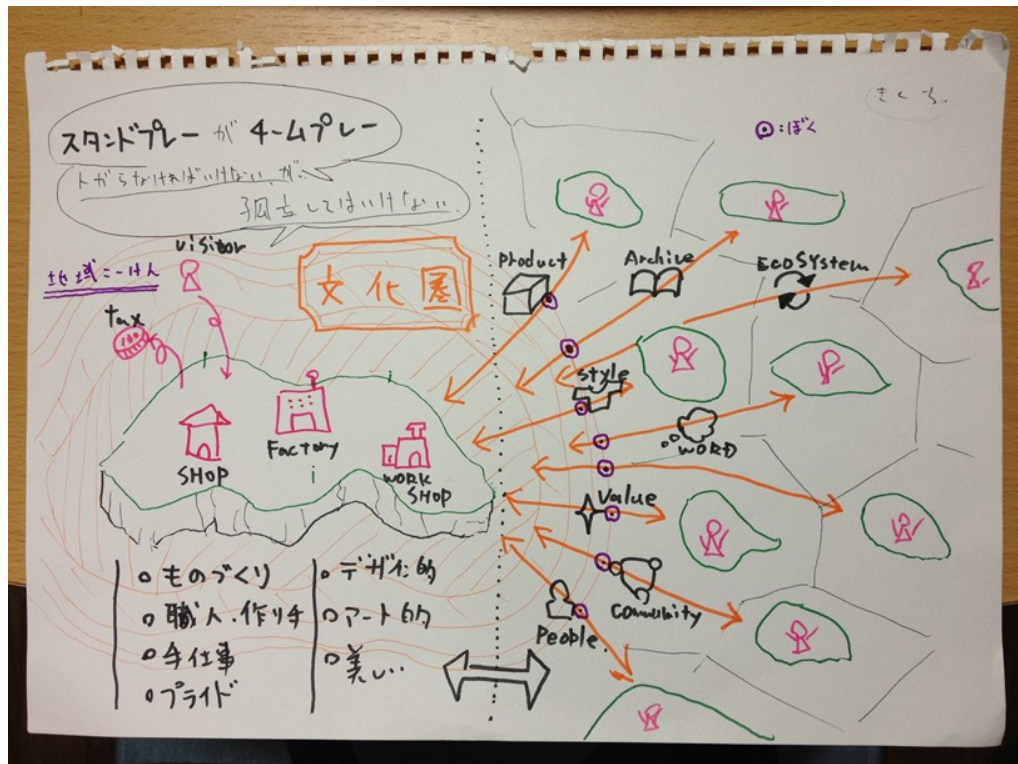 スタンドプレーが チームプレー
トガらなければいけない、が、
孤立してはいけない
きくち.
:ぼく
visitor
地域こーけん
文化圏
tax
Product
Archive
EcoSYstem
style
SHOP
Factory
WORK
SHOP
WORD
Value
Community
People
ものづくり
職人・作り手
手仕事
プライド
デザイン的
アート的
美しい